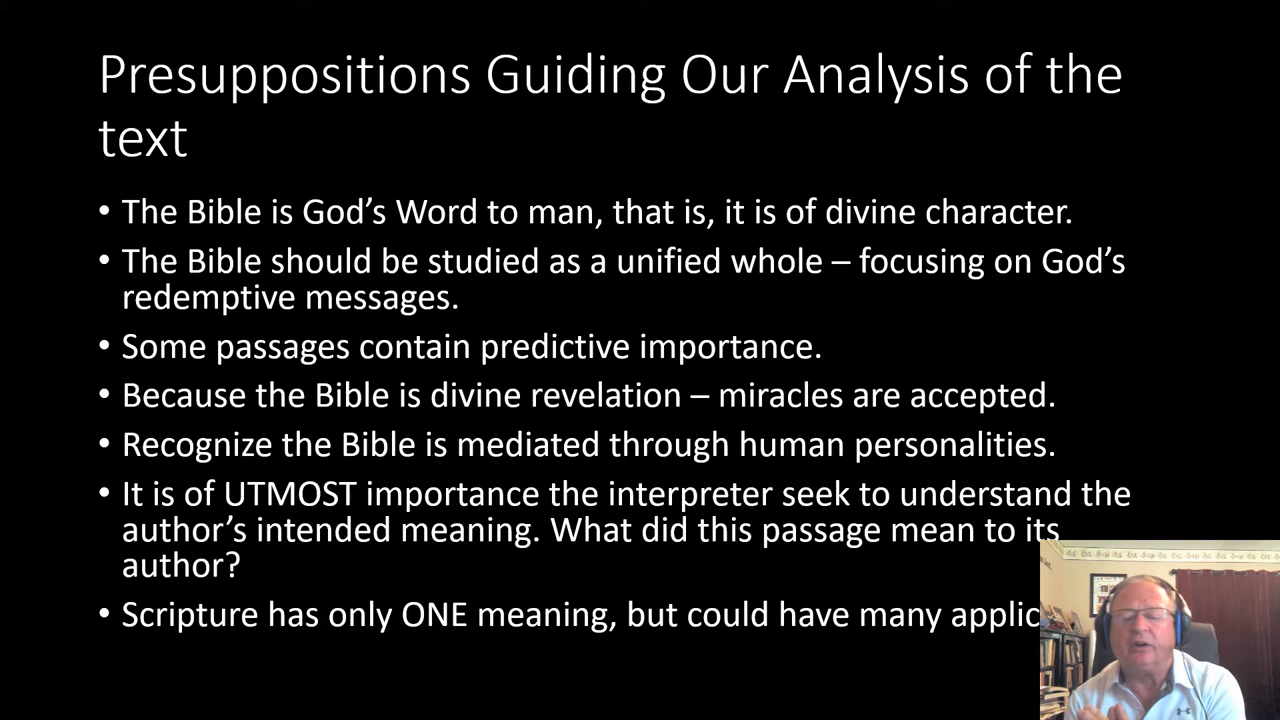 Presuppositions Guiding Our Analysis of the
text
• The Bible is God’s Word to man, that is, it is of divine character.
• The Bible should be studied as a unified whole – focusing on God’s
redemptive messages.
• Some passages contain predictive importance.
• Because the Bible is divine revelation – miracles are accepted.
• Recognize the Bible is mediated through human personalities.
• It is of UTMOST importance the interpreter seek to understand the
author’s intended meaning. What did this passage mean to its
author?
• Scripture has only ONE meaning, but could have many